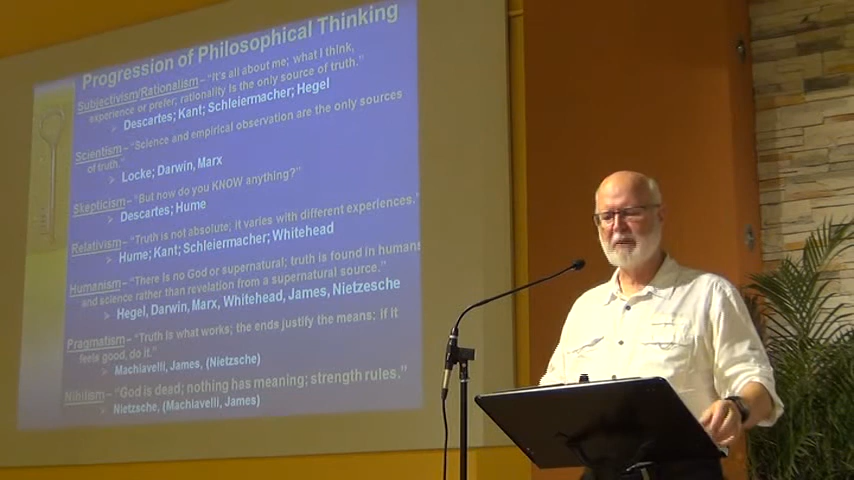 Progression of Philosophical Thinking
Subjectivism/Rationalism – "It's all about me; what I think,
experience or prefer; rationality is the only source of truth."
➢ Descartes; Kant; Schleiermacher; Hegel
Scientism – "Science and empirical observation are the only sources
of truth."
➢ Locke; Darwin, Marx
Skepticism – "But how do you KNOW anything?"
➢ Descartes; Hume
Relativism – "Truth is not absolute; it varies with different experiences."
➢ Hume; Kant; Schleiermacher; Whitehead
Humanism – "There is no God or supernatural; truth is found in humans
and science rather than revelation from a supernatural source."
➢ Hegel, Darwin, Marx, Whitehead, James, Nietzesche
Pragmatism – "Truth is what works; the ends justify the means; if it
feels good, do it."
➢ Machiavelli, James, (Nietzsche)
Nihilism – "God is dead; nothing has meaning; strength rules."
➢ Nietzsche, (Machiavelli, James)